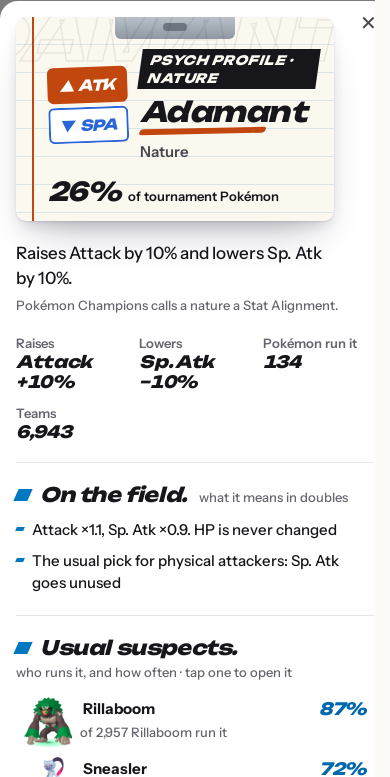 ×
PSYCH PROFILE ·
NATURE
▲ ATK
Adamant
▼ SPA
Nature
26% of tournament Pokémon
Raises Attack by 10% and lowers Sp. Atk
by 10%.
Pokémon Champions calls a nature a Stat Alignment.
Raises Lowers Pokémon run it
Attack Sp. Atk 134
+10% −10%
Teams
6,943
On the field. what it means in doubles
Attack ×1.1, Sp. Atk ×0.9. HP is never changed
The usual pick for physical attackers: Sp. Atk
goes unused
Usual suspects.
who runs it, and how often · tap one to open it
Rillaboom 87%
of 2,957 Rillaboom run it
Sneasler 72%